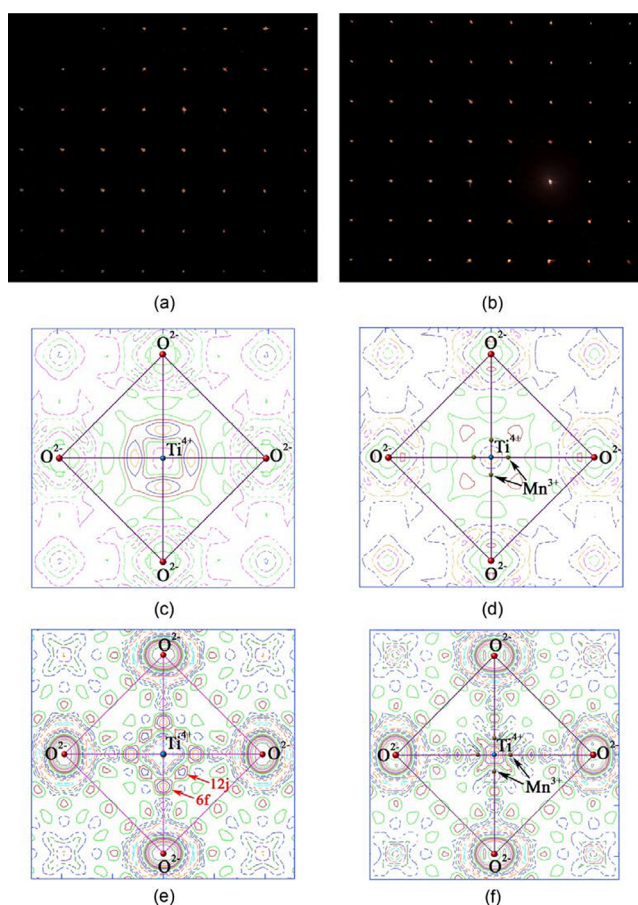 (a)
(b)
O²⁻
O²⁻
Ti⁴⁺
O²⁻
O²⁻
O²⁻
O²⁻
Ti⁴⁺
O²⁻
Mn³⁺
O²⁻
(c)
(d)
O²⁻
O²⁻
Ti⁴⁺
O²⁻
12j
6f
O²⁻
O²⁻
O²⁻
Ti⁴⁺
O²⁻
Mn³⁺
O²⁻
(e)
(f)